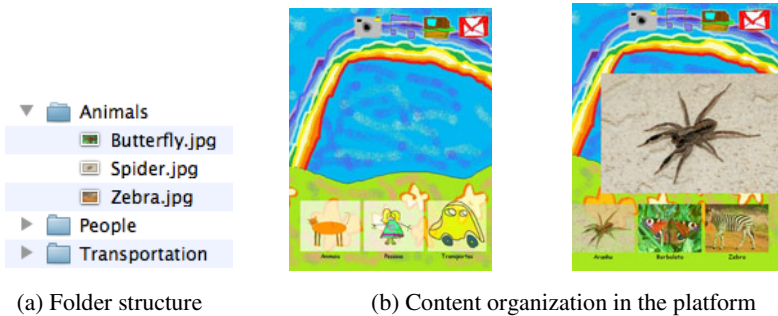 Animals
Butterfly.jpg
Spider.jpg
Zebra.jpg
People
Transportation
Animais Pessoas Transportes
Aranha Borboleta Zebra
(a) Folder structure
(b) Content organization in the platform